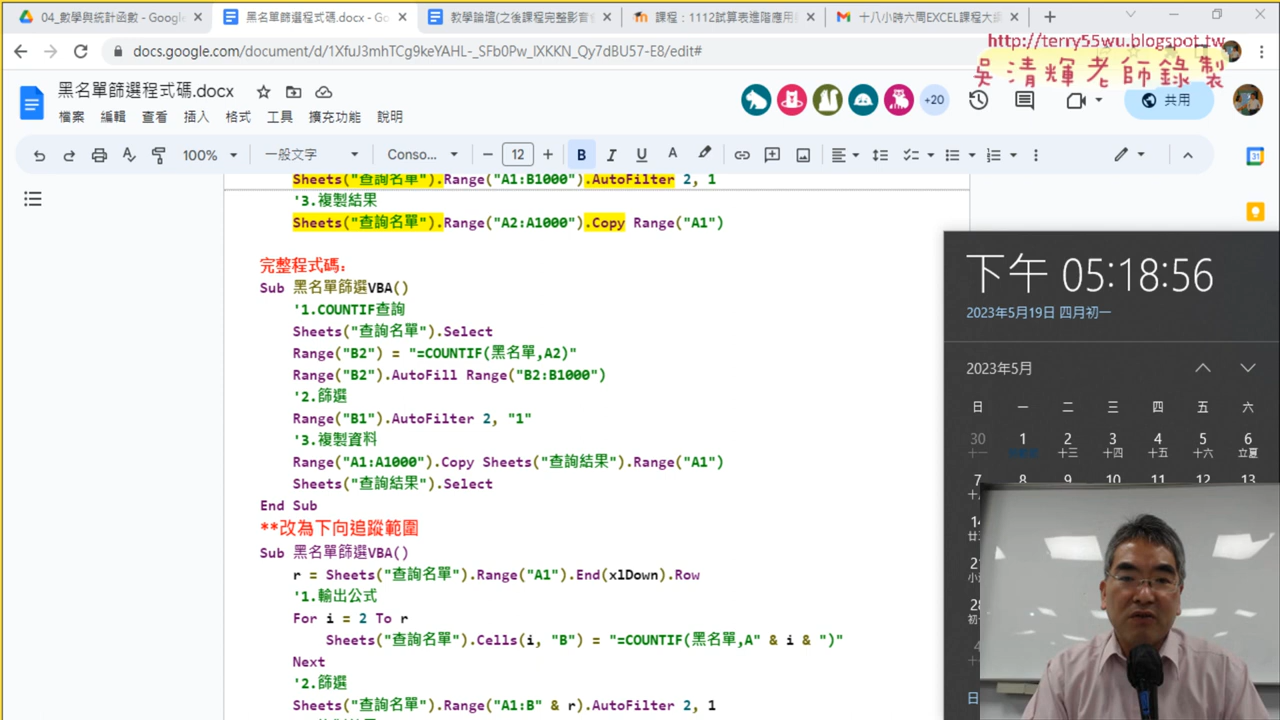 04_數學與統計函數 - Google
黑名單篩選程式碼.docx - Go
教學論壇(之後課程完整影音
課程：1112試算表進階應用
十八小時六周EXCEL課程大
docs.google.com/document/d/1XfuJ3mhTCg9keYAHL-_SFb0Pw_lXKKN_Qy7dBU57-E8/edit#
http://terry55wu.blogspot.tw
吳清輝老師錄製
黑名單篩選程式碼.docx
+20
共用
檔案 編輯 查看 插入 格式 工具 擴充功能 說明
100% 一般文字 Conso... 12 B I U A
Sheets("查詢名單").Range("A1:B1000").AutoFilter 2, 1
'3.複製結果
Sheets("查詢名單").Range("A2:A1000").Copy Range("A1")
完整程式碼:
Sub 黑名單篩選VBA()
'1.COUNTIF查詢
Sheets("查詢名單").Select
Range("B2") = "=COUNTIF(黑名單,A2)"
Range("B2").AutoFill Range("B2:B1000")
'2.篩選
Range("B1").AutoFilter 2, "1"
'3.複製資料
Range("A1:A1000").Copy Sheets("查詢結果").Range("A1")
Sheets("查詢結果").Select
End Sub
**改為下向追蹤範圍
Sub 黑名單篩選VBA()
r = Sheets("查詢名單").Range("A1").End(xlDown).Row
'1.輸出公式
For i = 2 To r
Sheets("查詢名單").Cells(i, "B") = "=COUNTIF(黑名單,A" & i & ")"
Next
'2.篩選
Sheets("查詢名單").Range("A1:B" & r).AutoFilter 2, 1
下午 05:18:56
2023年5月19日 四月初一
2023年5月
日 一 二 三 四 五 六
30 1 2 3 4 5 6
十一 十三 十四 十五 十六 立夏
7 8 9 10 11 12 13